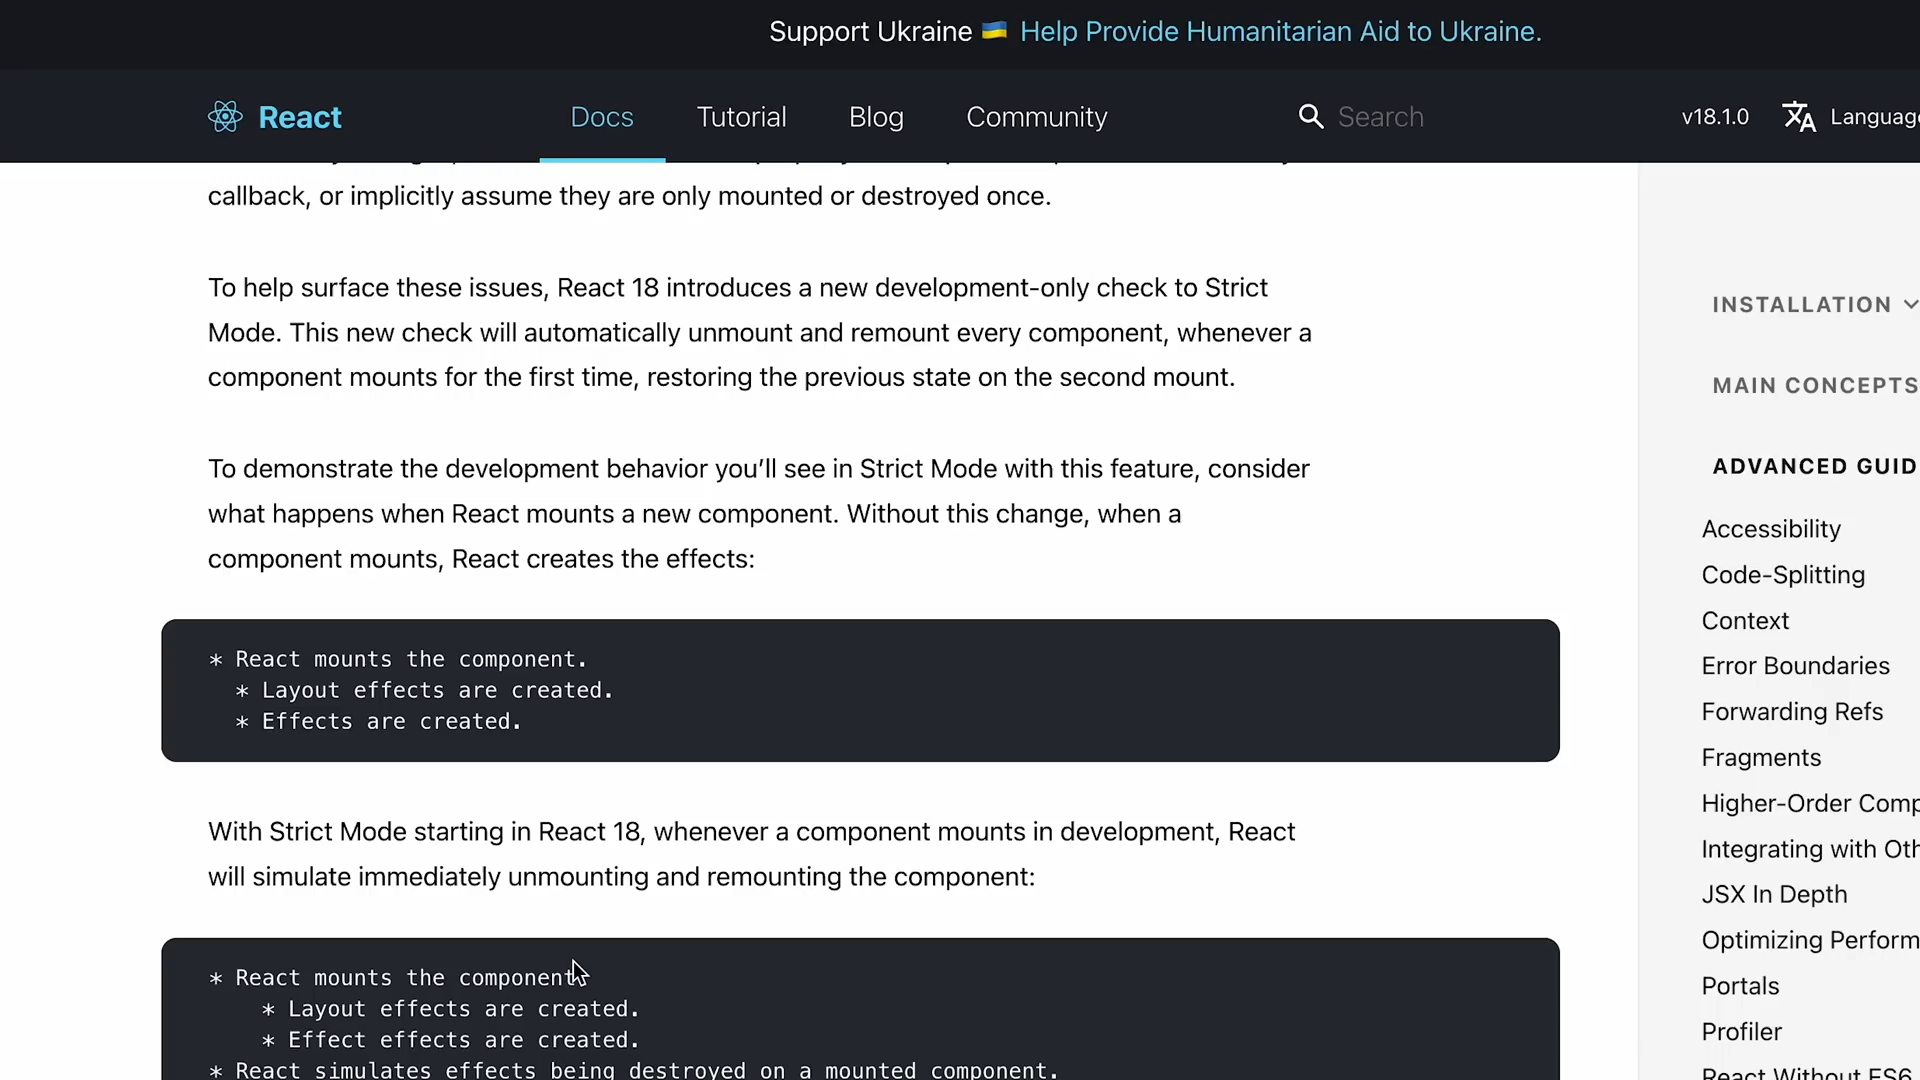 Support Ukraine 🇺🇦 Help Provide Humanitarian Aid to Ukraine.
React Docs Tutorial Blog Community Search v18.1.0 Language
callback, or implicitly assume they are only mounted or destroyed once.
To help surface these issues, React 18 introduces a new development-only check to Strict
Mode. This new check will automatically unmount and remount every component, whenever a
component mounts for the first time, restoring the previous state on the second mount.
To demonstrate the development behavior you’ll see in Strict Mode with this feature, consider
what happens when React mounts a new component. Without this change, when a
component mounts, React creates the effects:
* React mounts the component.
* Layout effects are created.
* Effects are created.
With Strict Mode starting in React 18, whenever a component mounts in development, React
will simulate immediately unmounting and remounting the component:
* React mounts the component.
* Layout effects are created.
* Effect effects are created.
* React simulates effects being destroyed on a mounted component.
INSTALLATION
MAIN CONCEPTS
ADVANCED GUID
Accessibility
Code-Splitting
Context
Error Boundaries
Forwarding Refs
Fragments
Higher-Order Comp
Integrating with Oth
JSX In Depth
Optimizing Perform
Portals
Profiler
React Without ES6